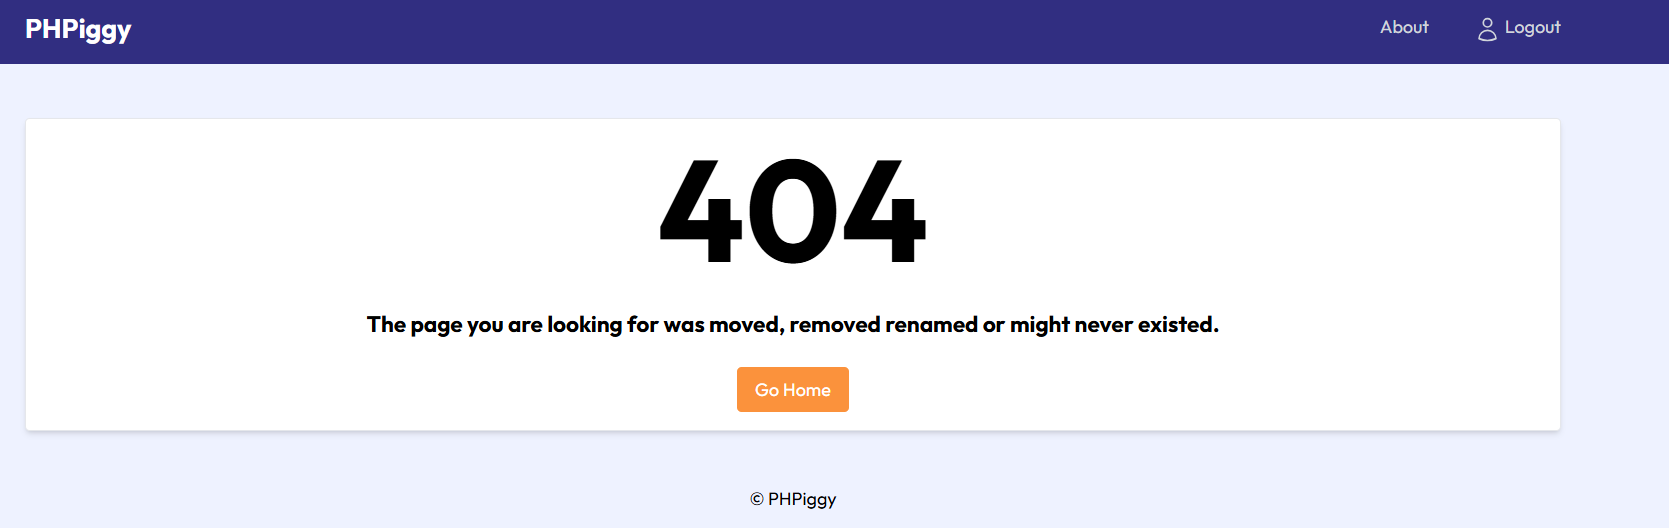 PHPiggy
About
Logout
404
The page you are looking for was moved, removed renamed or might never existed.
Go Home
© PHPiggy